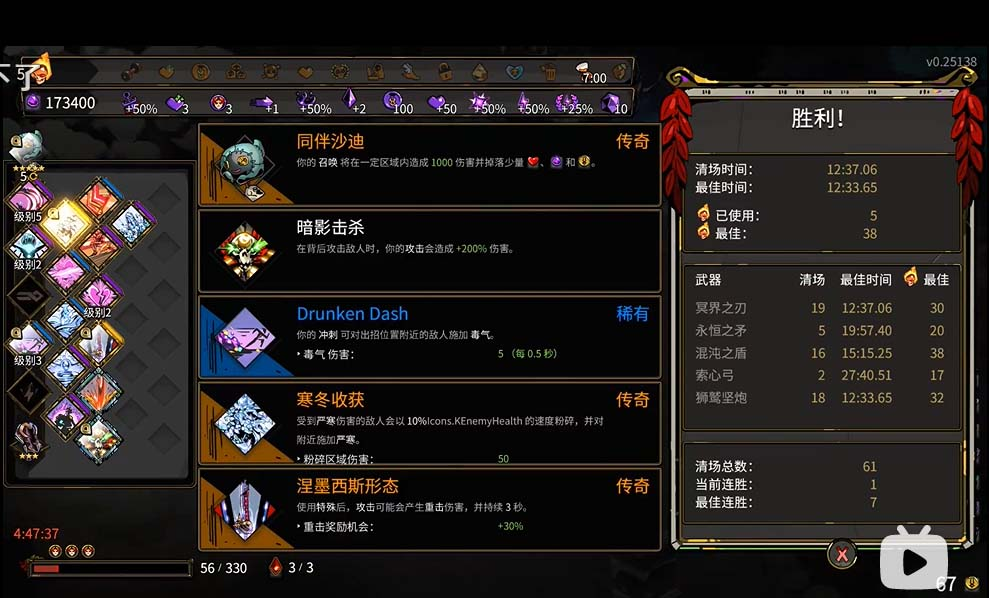 v0.25138
下了
5
7:00
173400
+50%
3
3
+1
+50%
+2
100
+50
+50%
+50%
+25%
10
5
级别5
级别2
级别2
级别3
4:47:37
56 / 330
3 / 3
同伴沙迪 传奇
你的 召唤 将在一定区域内造成 1000 伤害并掉落少量 、 和 。
暗影击杀
在背后攻击敌人时，你的攻击会造成 +200% 伤害。
Drunken Dash 稀有
你的 冲刺 可对出招位置附近的敌人施加 毒气。
毒气 伤害： 5 （每 0.5 秒）
寒冬收获 传奇
受到严寒伤害的敌人会以 10%Icons.KEnemyHealth 的速度粉碎，并对
附近施加严寒。
粉碎区域伤害： 50
涅墨西斯形态 传奇
使用特殊后，攻击可能会产生重击伤害，并持续 3 秒。
重击奖励机会： +30%
胜利！
清场时间： 12:37.06
最佳时间： 12:33.65
已使用： 5
最佳： 38
武器 清场 最佳时间 最佳
冥界之刃 19 12:37.06 30
永恒之矛 5 19:57.40 20
混沌之盾 16 15:15.25 38
索心弓 2 27:40.51 17
狮鹫坚炮 18 12:33.65 32
清场总数： 61
当前连胜： 1
最佳连胜： 7
67